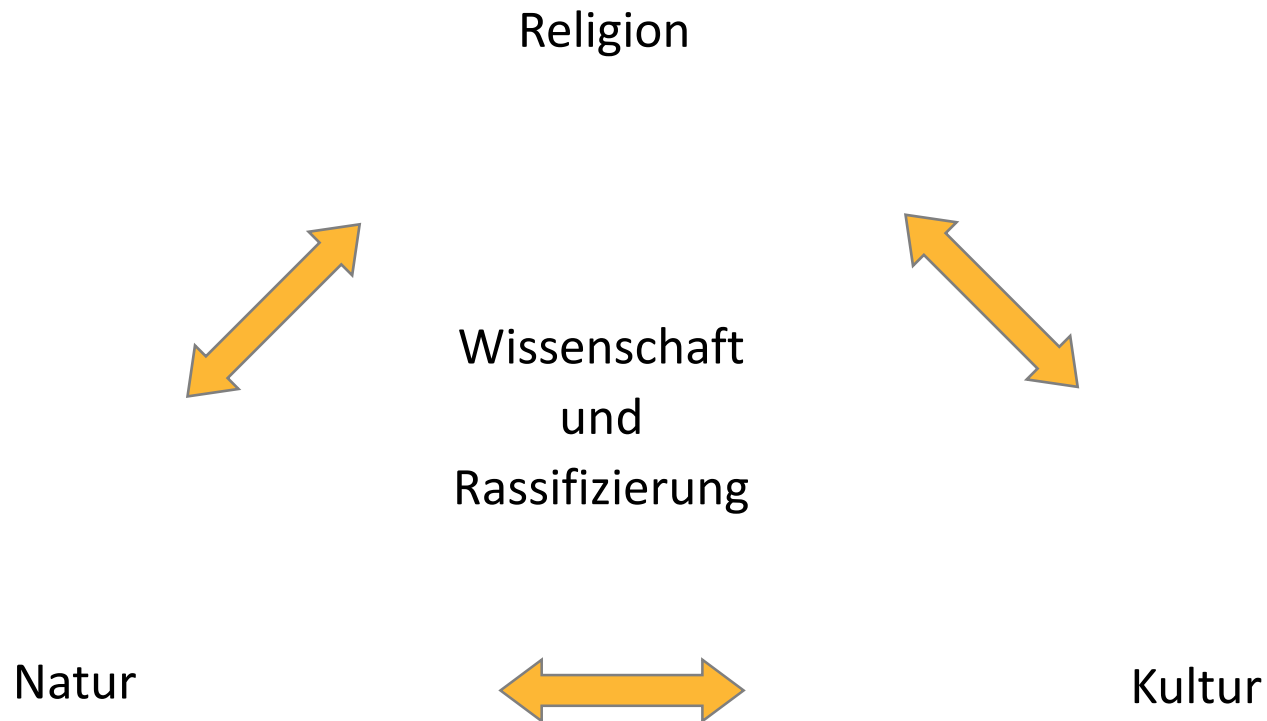 Religion
Wissenschaft
und
Rassifizierung
Natur
Kultur